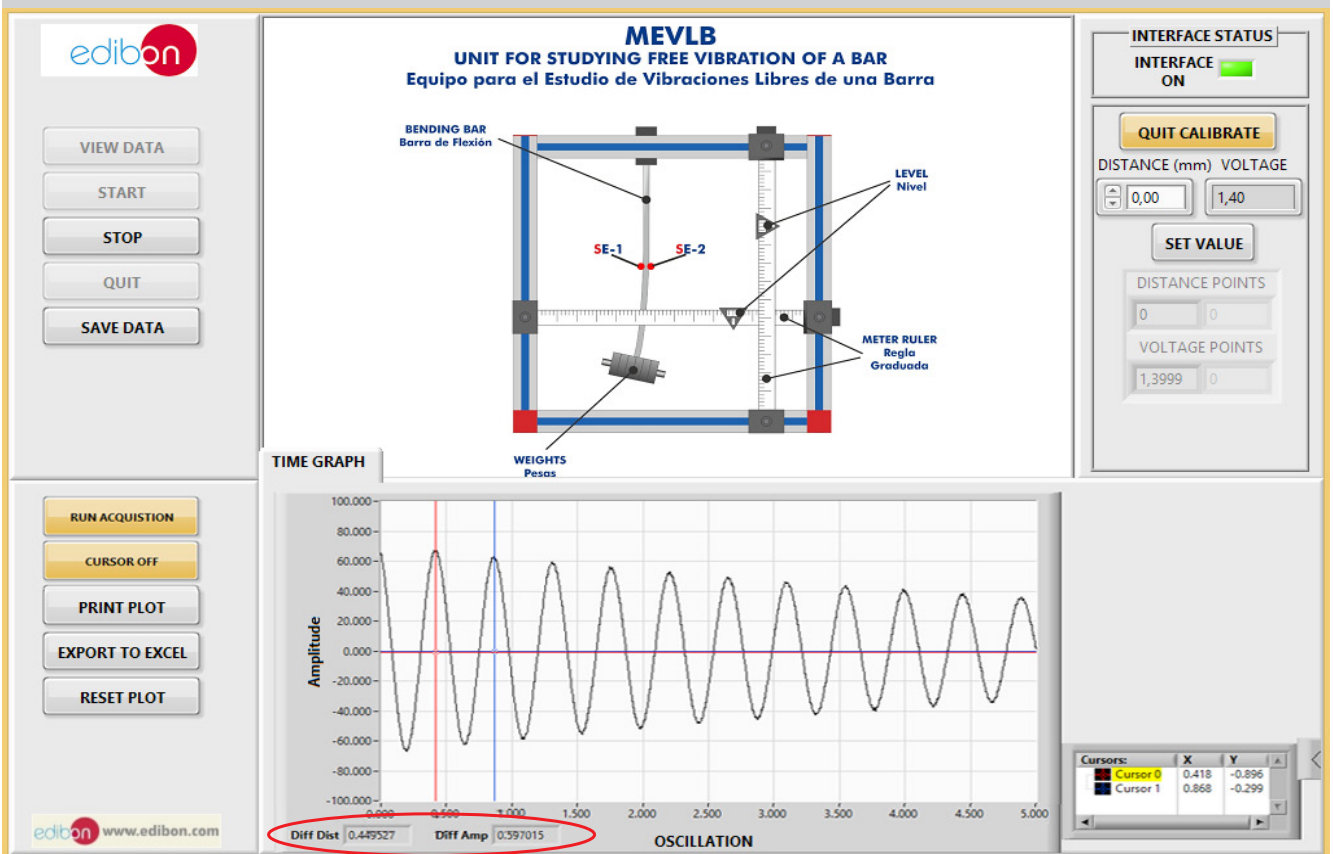 edibon
VIEW DATA
START
STOP
QUIT
SAVE DATA
MEVLB
UNIT FOR STUDYING FREE VIBRATION OF A BAR
Equipo para el Estudio de Vibraciones Libres de una Barra
BENDING BAR
Barra de Flexión
SE-1
SE-2
LEVEL
Nivel
METER RULER
Regla
Graduada
WEIGHTS
Pesas
INTERFACE STATUS
INTERFACE
ON
QUIT CALIBRATE
DISTANCE (mm) VOLTAGE
0,00 1,40
SET VALUE
DISTANCE POINTS
0 0
VOLTAGE POINTS
1,3999 0
RUN ACQUISTION
CURSOR OFF
PRINT PLOT
EXPORT TO EXCEL
RESET PLOT
edibon www.edibon.com
TIME GRAPH
Amplitude
100.000
80.000
60.000
40.000
20.000
0.000
-20.000
-40.000
-60.000
-80.000
-100.000
0.000 0.500 1.000 1.500 2.000 2.500 3.000 3.500 4.000 4.500 5.000
OSCILLATION
Diff Dist 0.449527 Diff Amp 0.597015
Cursors: X Y
Cursor 0 0.418 -0.896
Cursor 1 0.868 -0.299